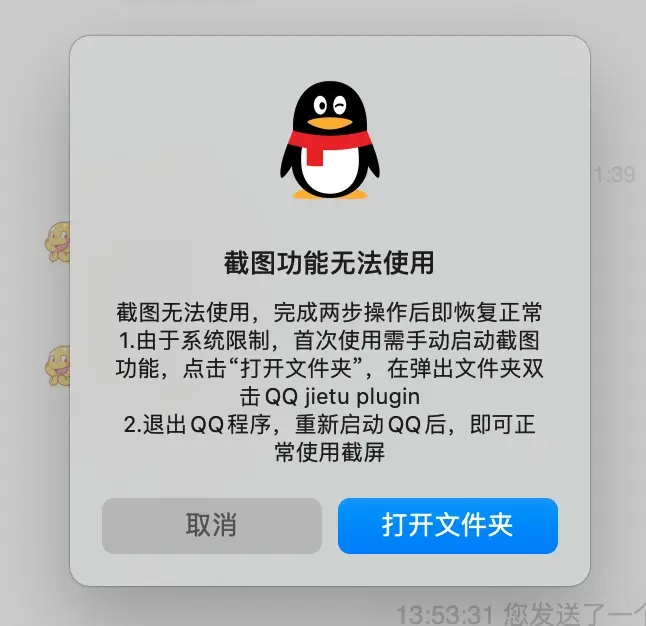 1:39
截图功能无法使用
截图无法使用，完成两步操作后即恢复正常
1.由于系统限制，首次使用需手动启动截图
功能，点击“打开文件夹”，在弹出文件夹双
击QQ jietu plugin
2.退出QQ程序，重新启动QQ后，即可正
常使用截屏
取消
打开文件夹
13:53:31 您发送了一个